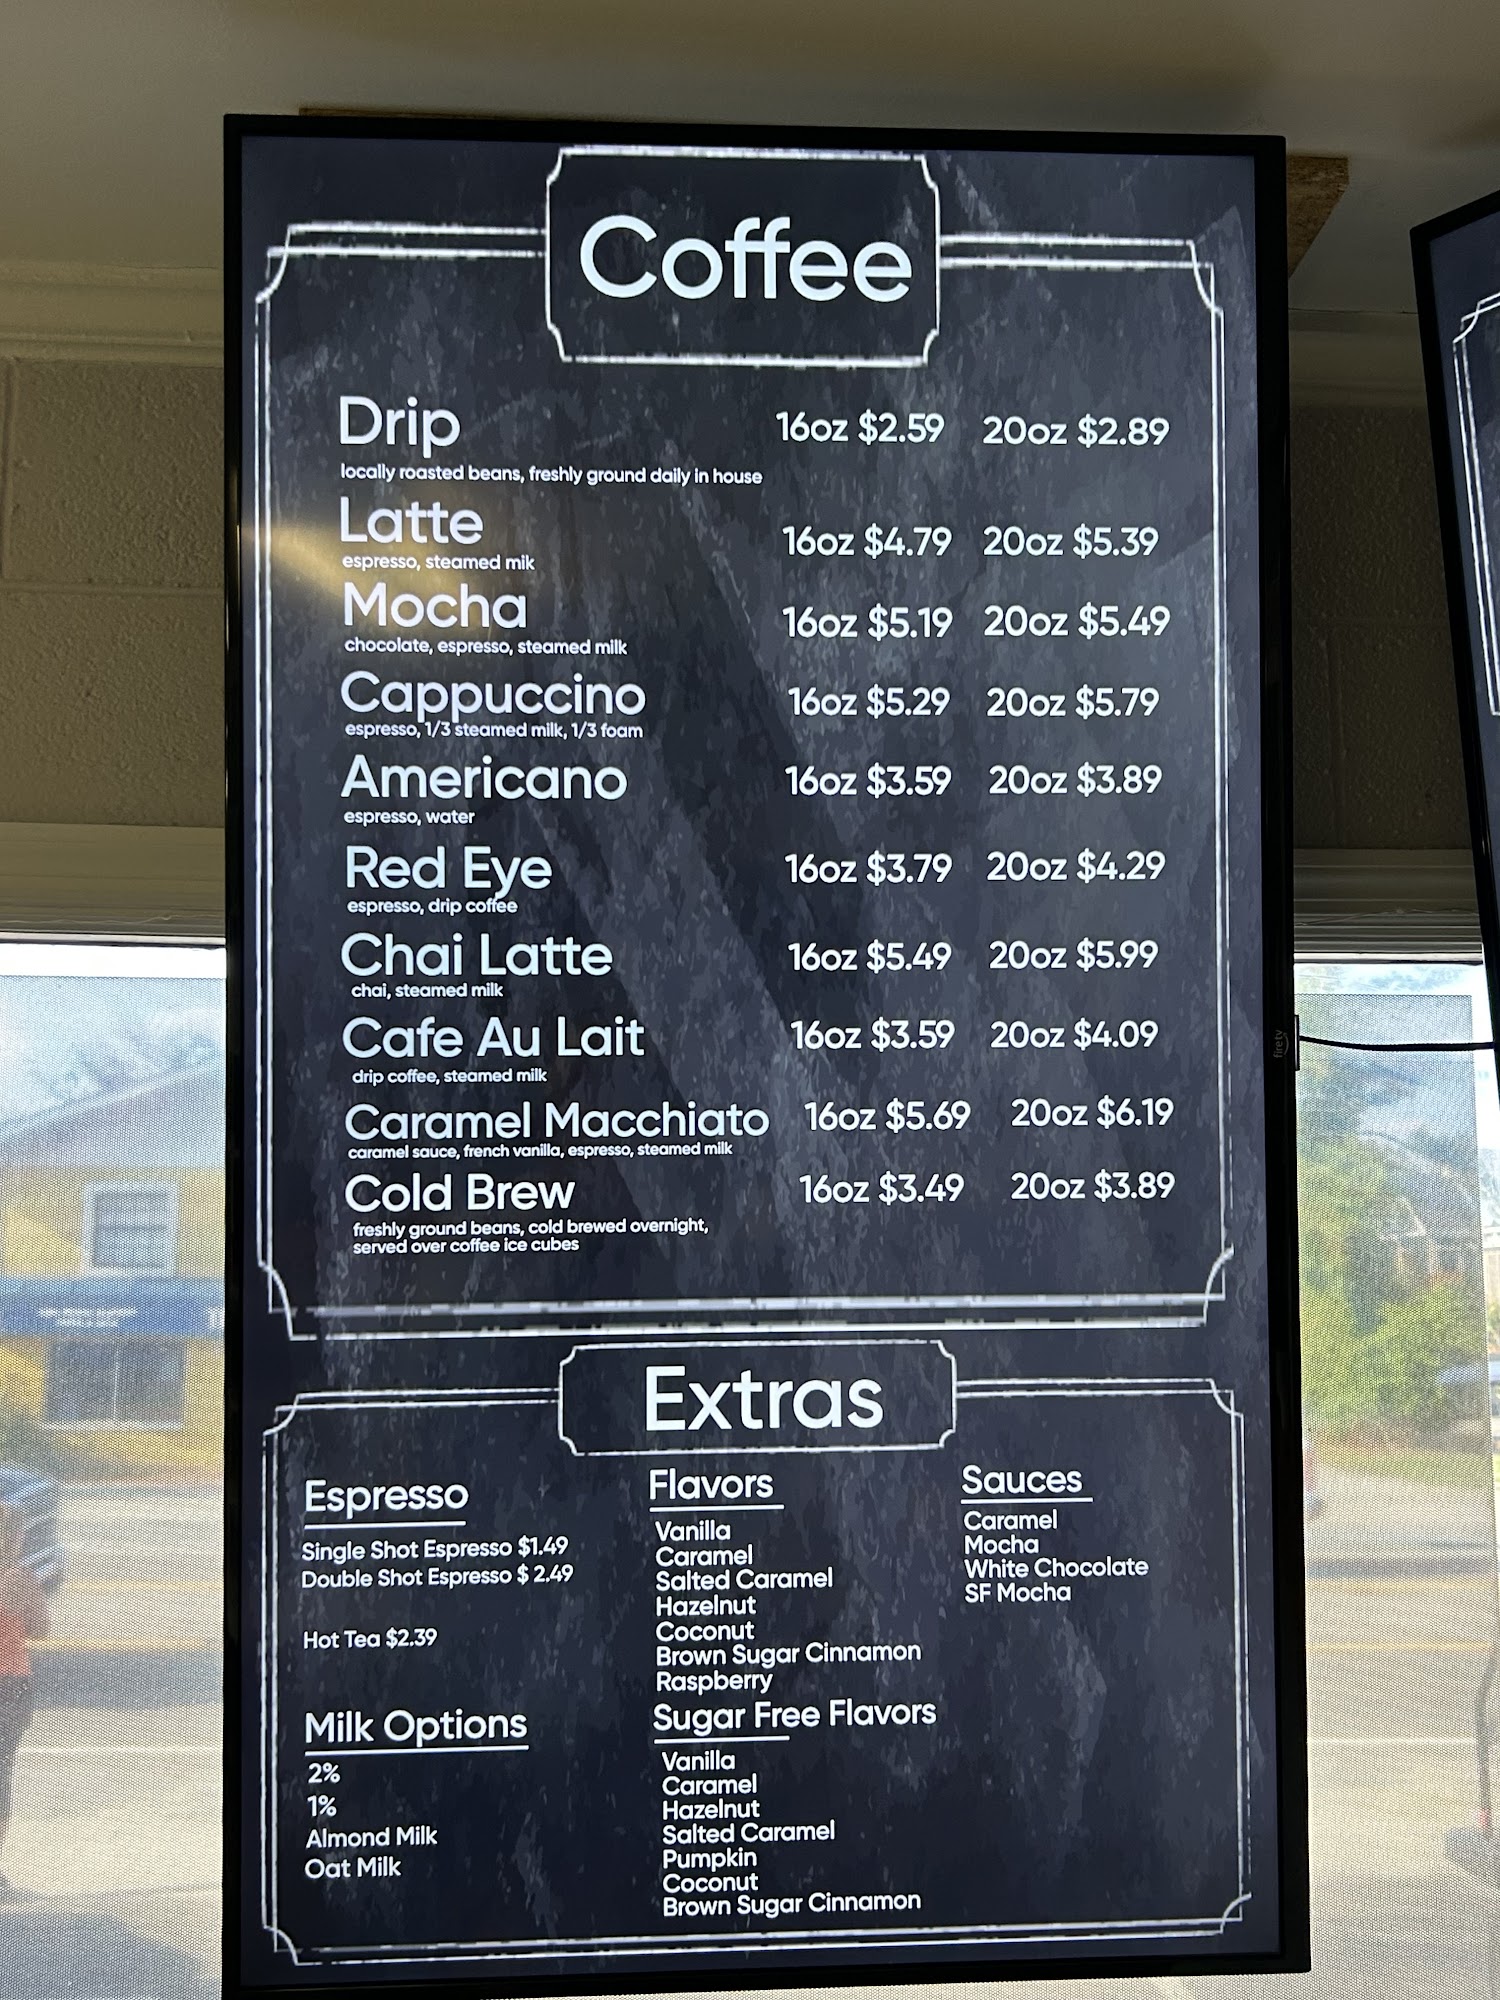 Coffee
Drip 16oz $2.59 20oz $2.89
locally roasted beans, freshly ground daily in house
Latte 16oz $4.79 20oz $5.39
espresso, steamed mik
Mocha 16oz $5.19 20oz $5.49
chocolate, espresso, steamed milk
Cappuccino 16oz $5.29 20oz $5.79
espresso, 1/3 steamed milk, 1/3 foam
Americano 16oz $3.59 20oz $3.89
espresso, water
Red Eye 16oz $3.79 20oz $4.29
espresso, drip coffee
Chai Latte 16oz $5.49 20oz $5.99
chai, steamed milk
Cafe Au Lait 16oz $3.59 20oz $4.09
drip coffee, steamed milk
Caramel Macchiato 16oz $5.69 20oz $6.19
caramel sauce, french vanilla, espresso, steamed milk
Cold Brew 16oz $3.49 20oz $3.89
freshly ground beans, cold brewed overnight,
served over coffee ice cubes
Extras
Espresso
Single Shot Espresso $1.49
Double Shot Espresso $ 2.49
Hot Tea $2.39
Milk Options
2%
1%
Almond Milk
Oat Milk
Flavors
Vanilla
Caramel
Salted Caramel
Hazelnut
Coconut
Brown Sugar Cinnamon
Raspberry
Sugar Free Flavors
Vanilla
Caramel
Hazelnut
Salted Caramel
Pumpkin
Coconut
Brown Sugar Cinnamon
Sauces
Caramel
Mocha
White Chocolate
SF Mocha
firetv